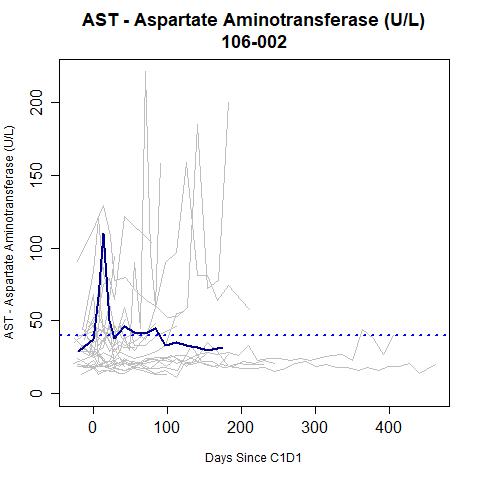 AST - Aspartate Aminotransferase (U/L)
106-002
AST - Aspartate Aminotransferase (U/L)
200
150
100
50
0
0 100 200 300 400
Days Since C1D1